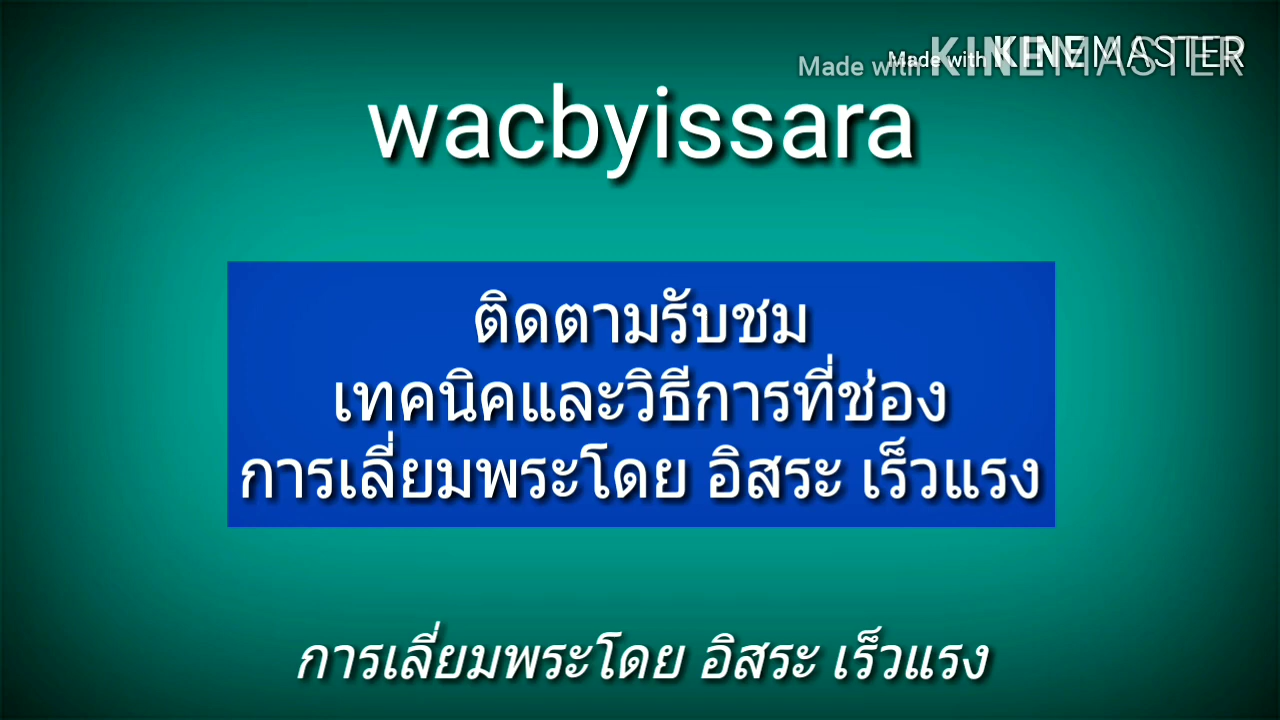 Made with KINEMASTER
Made with KINEMASTER
wacbyissara
ติดตามรับชม
เทคนิคและวิธีการที่ช่อง
การเลี่ยมพระโดย อิสระ เร็วแรง
การเลี่ยมพระโดย อิสระ เร็วแรง